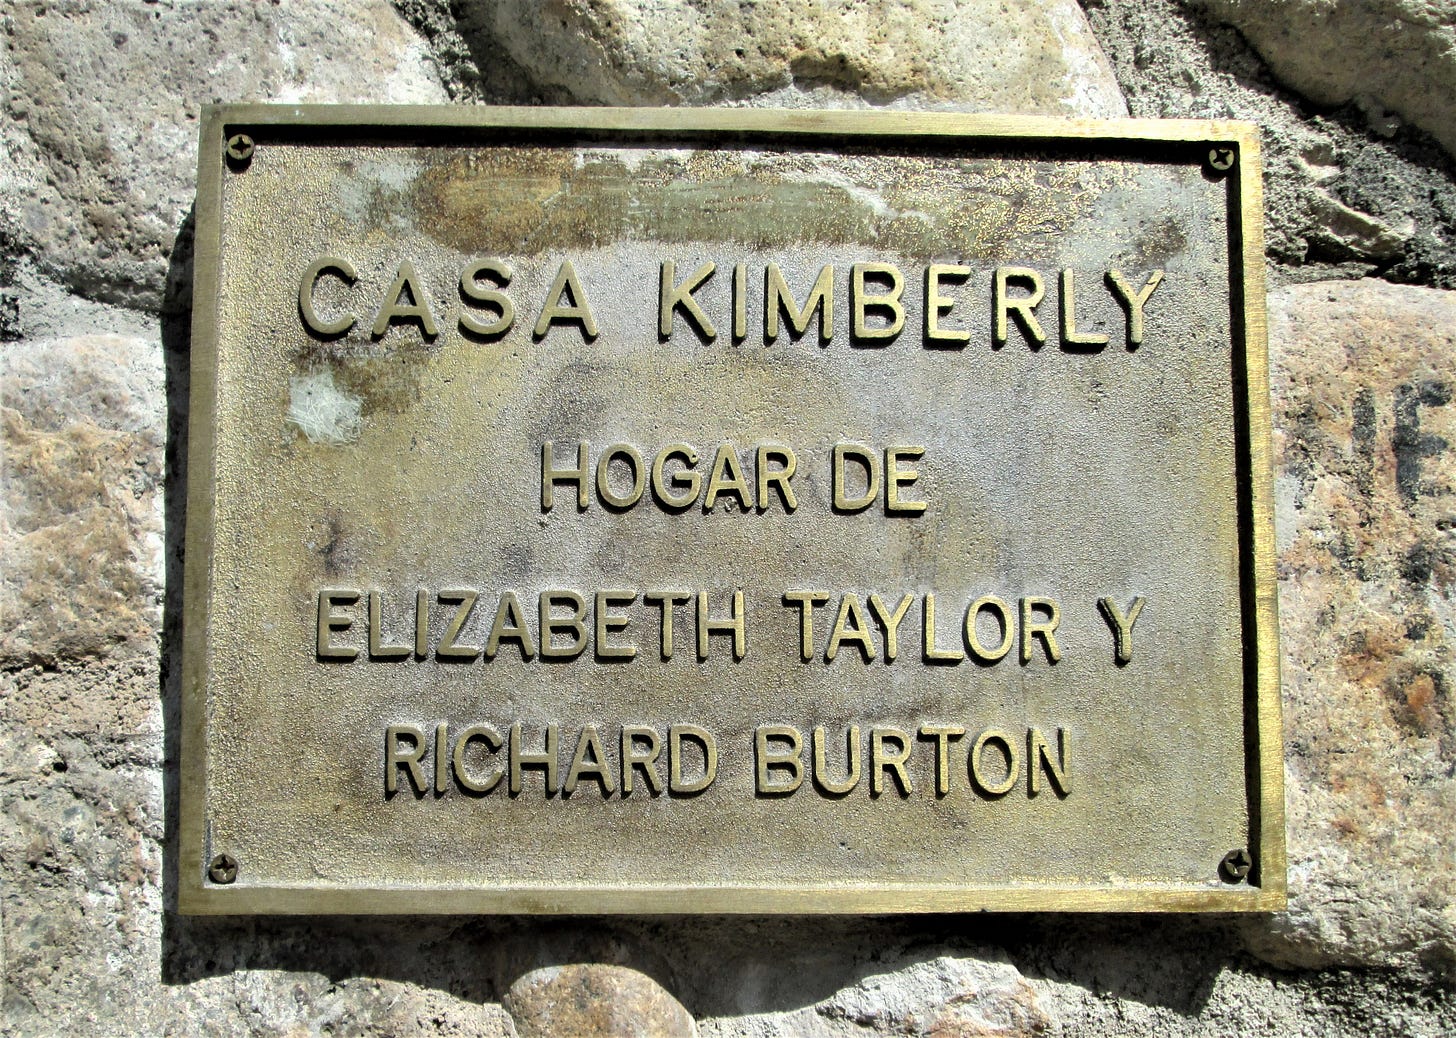 CASA KIMBERLY
HOGAR DE
ELIZABETH TAYLOR Y
RICHARD BURTON